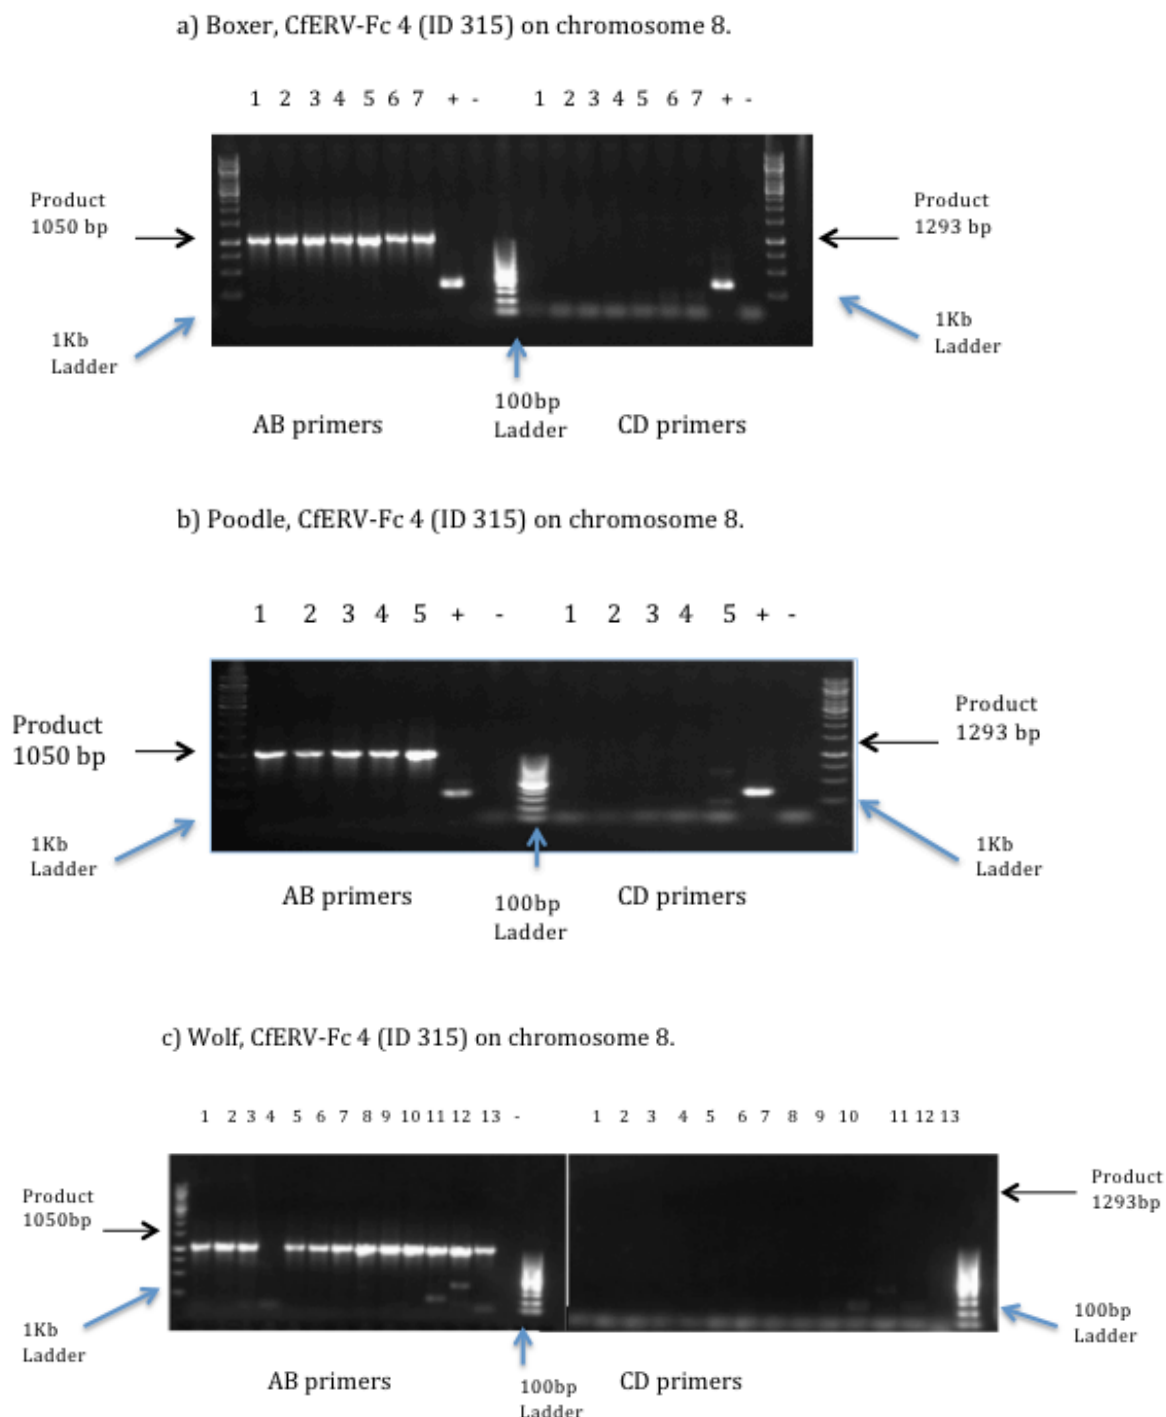 a) Boxer, CfERV-Fc 4 (ID 315) on chromosome 8.
1 2 3 4 5 6 7 + - 1 2 3 4 5 6 7 + -
Product
1050 bp
Product
1293 bp
1Kb
Ladder
1Kb
Ladder
100bp
Ladder
AB primers
CD primers
b) Poodle, CfERV-Fc 4 (ID 315) on chromosome 8.
1 2 3 4 5 + - 1 2 3 4 5 + -
Product
1050 bp
Product
1293 bp
1Kb
Ladder
1Kb
Ladder
AB primers
100bp
Ladder
CD primers
c) Wolf, CfERV-Fc 4 (ID 315) on chromosome 8.
1 2 3 4 5 6 7 8 9 10 11 12 13 - 1 2 3 4 5 6 7 8 9 10 11 12 13
Product
1050bp
Product
1293bp
1Kb
Ladder
100bp
Ladder
AB primers
100bp
Ladder
CD primers